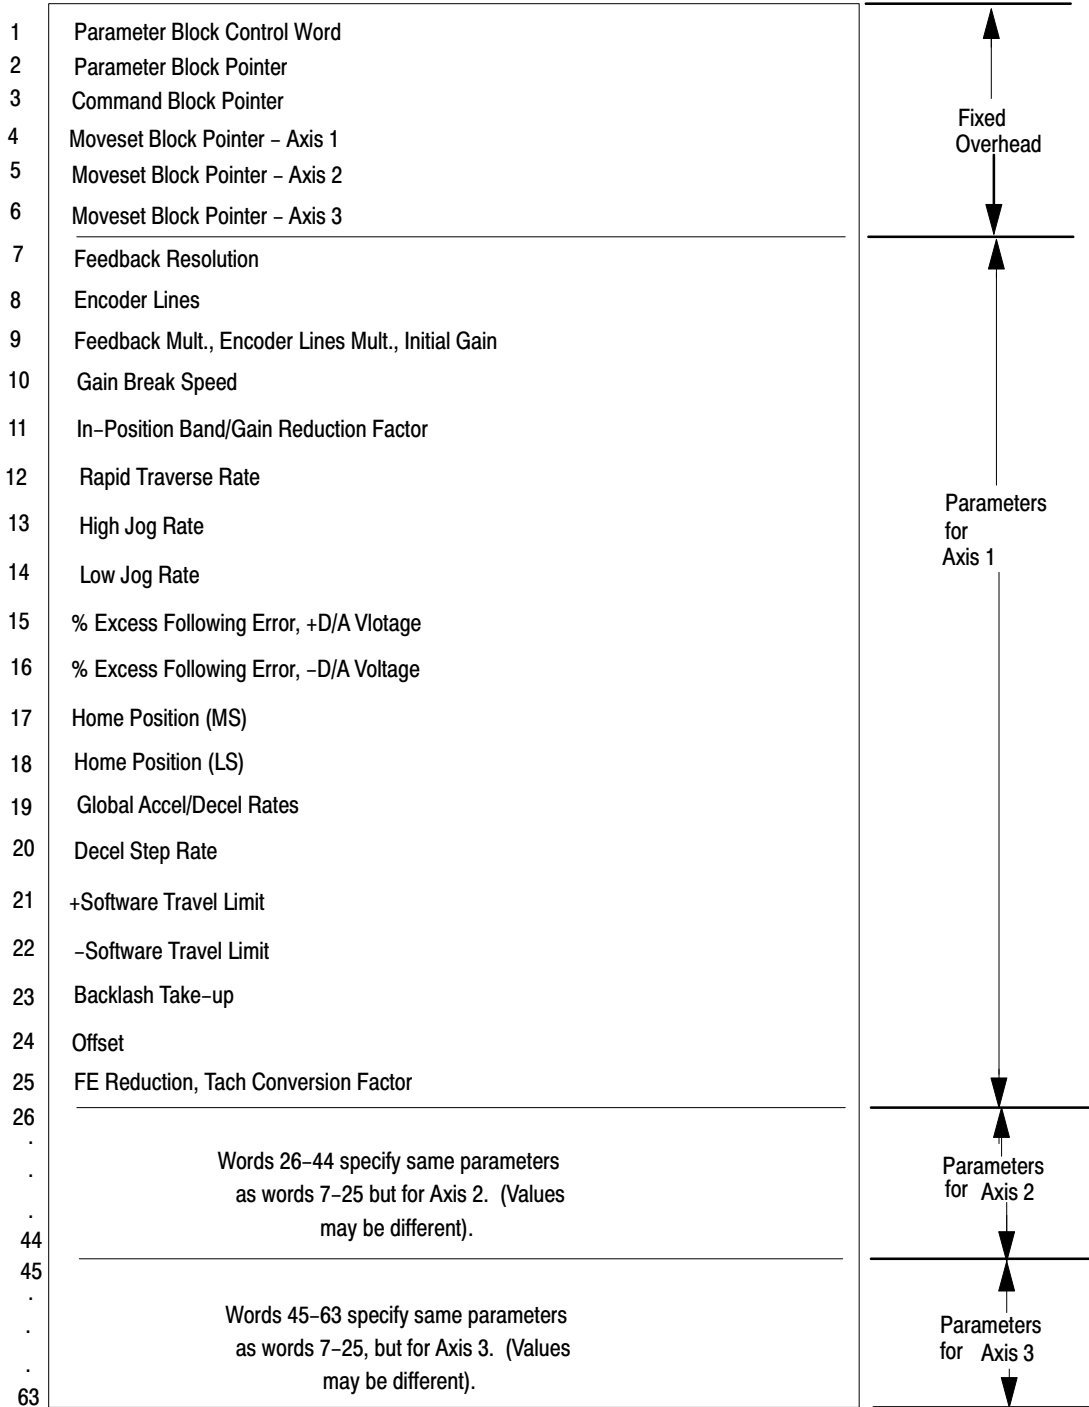 1 Parameter Block Control Word
2 Parameter Block Pointer
3 Command Block Pointer
4 Moveset Block Pointer – Axis 1
5 Moveset Block Pointer – Axis 2
6 Moveset Block Pointer – Axis 3
Fixed
Overhead
7 Feedback Resolution
8 Encoder Lines
9 Feedback Mult., Encoder Lines Mult., Initial Gain
10 Gain Break Speed
11 In–Position Band/Gain Reduction Factor
12 Rapid Traverse Rate
13 High Jog Rate
14 Low Jog Rate
15 % Excess Following Error, +D/A Vlotage
16 % Excess Following Error, –D/A Voltage
17 Home Position (MS)
18 Home Position (LS)
19 Global Accel/Decel Rates
20 Decel Step Rate
21 +Software Travel Limit
22 –Software Travel Limit
23 Backlash Take–up
24 Offset
25 FE Reduction, Tach Conversion Factor
Parameters
for
Axis 1
26
.
.
.
44
Words 26–44 specify same parameters
as words 7–25 but for Axis 2. (Values
may be different).
Parameters
for Axis 2
45
.
.
.
63
Words 45–63 specify same parameters
as words 7–25, but for Axis 3. (Values
may be different).
Parameters
for Axis 3